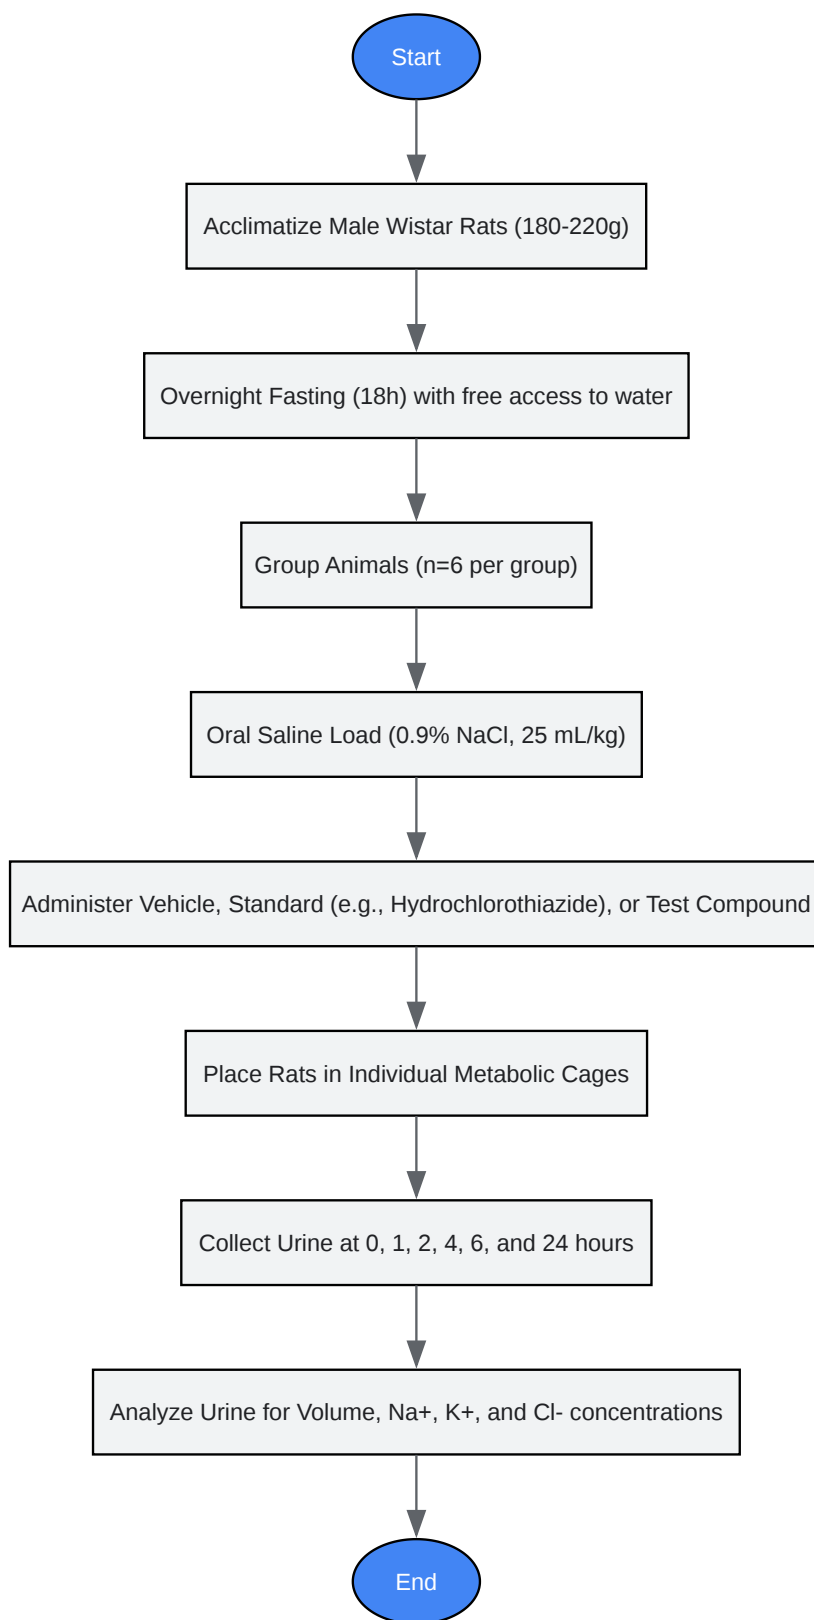 Start
Acclimatize Male Wistar Rats (180-220g)
Overnight Fasting (18h) with free access to water
Group Animals (n=6 per group)
Oral Saline Load (0.9% NaCl, 25 mL/kg)
Administer Vehicle, Standard (e.g., Hydrochlorothiazide), or Test Compound
Place Rats in Individual Metabolic Cages
Collect Urine at 0, 1, 2, 4, 6, and 24 hours
Analyze Urine for Volume, Na+, K+, and Cl- concentrations
End